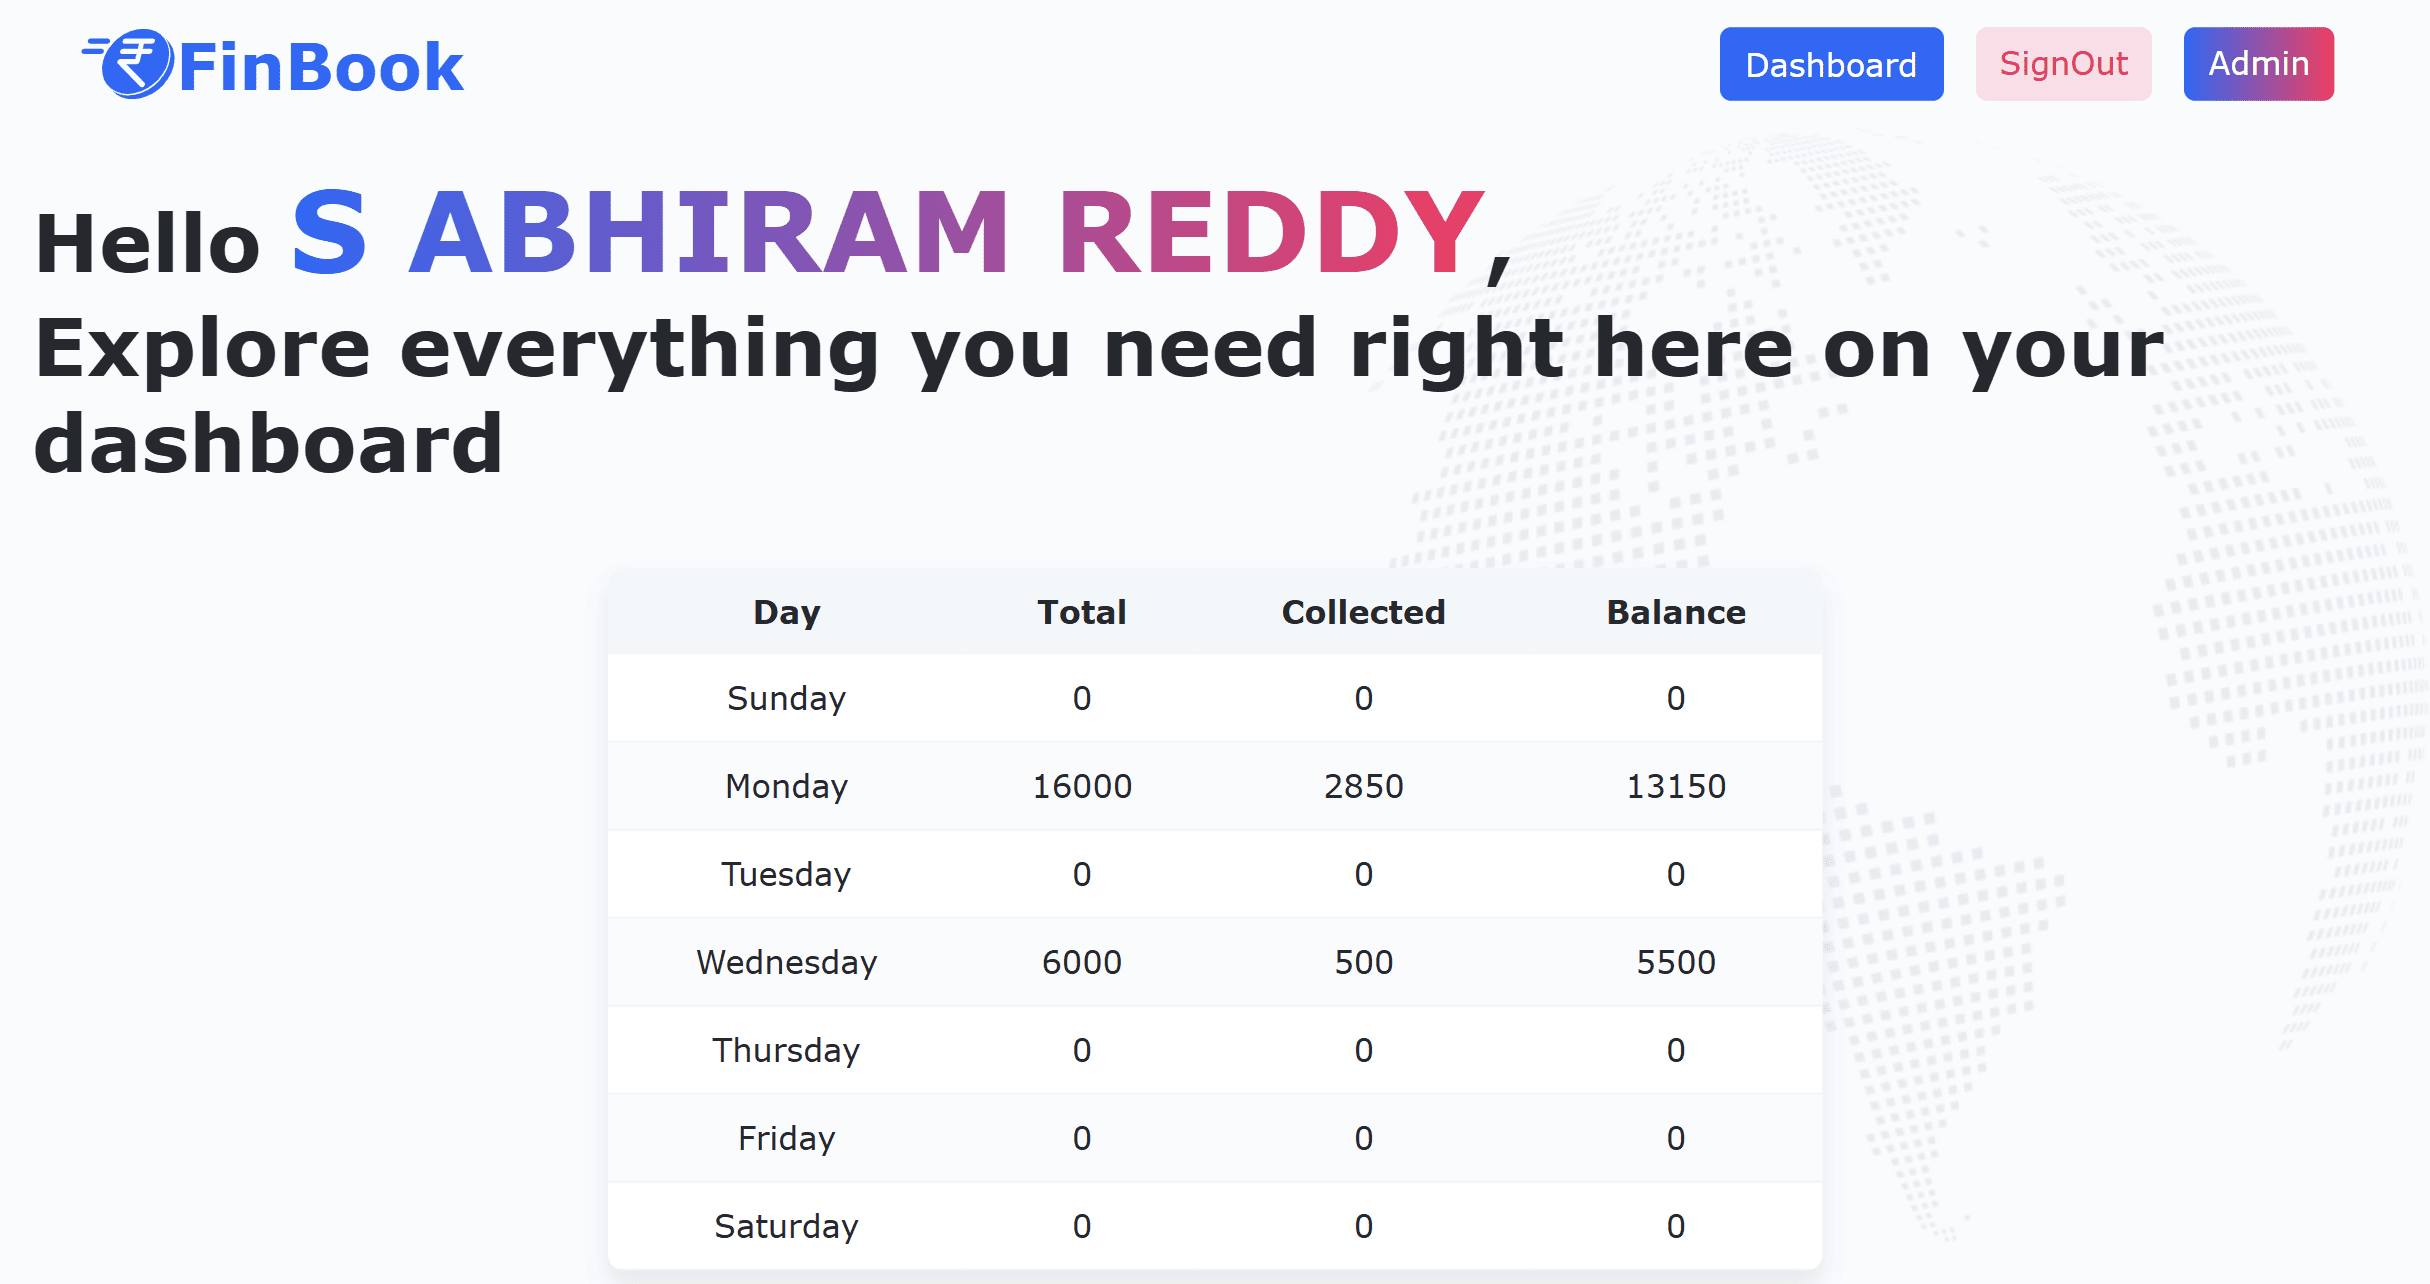 FinBook
Dashboard SignOut Admin
Hello S ABHIRAM REDDY,
Explore everything you need right here on your
dashboard
Day Total Collected Balance
Sunday 0 0 0
Monday 16000 2850 13150
Tuesday 0 0 0
Wednesday 6000 500 5500
Thursday 0 0 0
Friday 0 0 0
Saturday 0 0 0